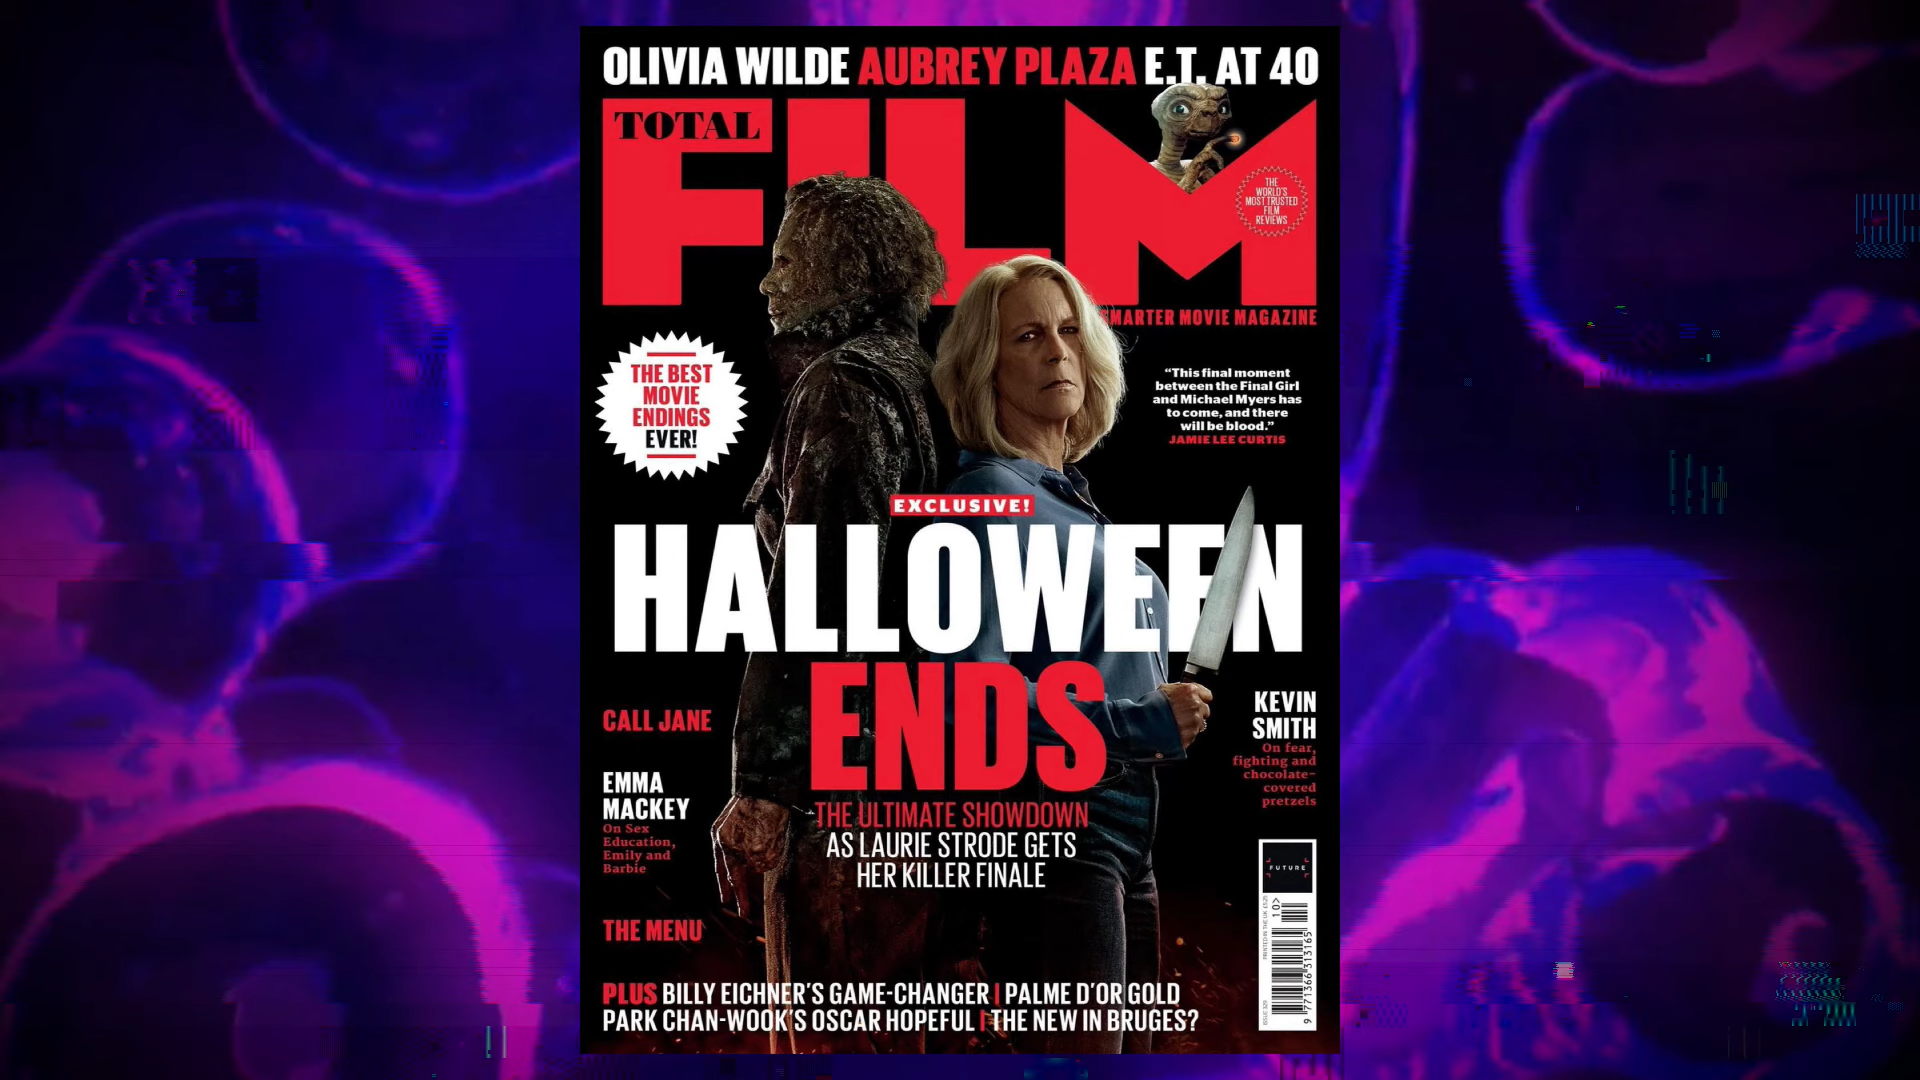 OLIVIA WILDE AUBREY PLAZA E.T. AT 40
TOTAL
FILM
THE
WORLD'S
MOST TRUSTED
FILM
REVIEWS
SMARTER MOVIE MAGAZINE
THE BEST
MOVIE
ENDINGS
EVER!
“This final moment
between the Final Girl
and Michael Myers has
to come, and there
will be blood.”
JAMIE LEE CURTIS
EXCLUSIVE!
HALLOWEEN
ENDS
THE ULTIMATE SHOWDOWN
AS LAURIE STRODE GETS
HER KILLER FINALE
CALL JANE
EMMA
MACKEY
On Sex
Education,
Emily and
Barbie
THE MENU
KEVIN
SMITH
On fear,
fighting and
chocolate-
covered
pretzels
FUTURE
10>
9 771366 313165
PLUS BILLY EICHNER'S GAME-CHANGER | PALME D'OR GOLD
PARK CHAN-WOOK'S OSCAR HOPEFUL | THE NEW IN BRUGES?